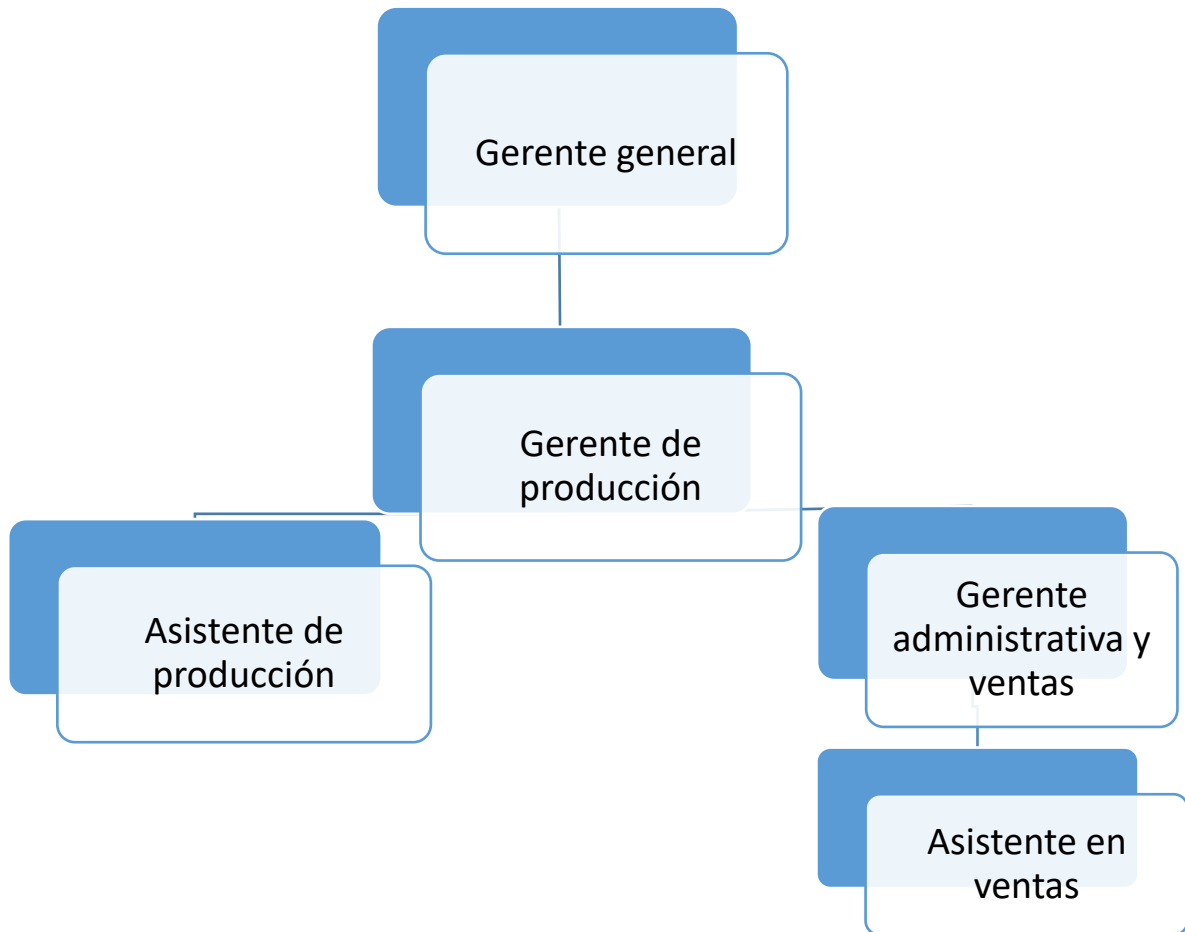 Gerente general
Gerente de
producción
Asistente de
producción
Gerente
administrativa y
ventas
Asistente en
ventas